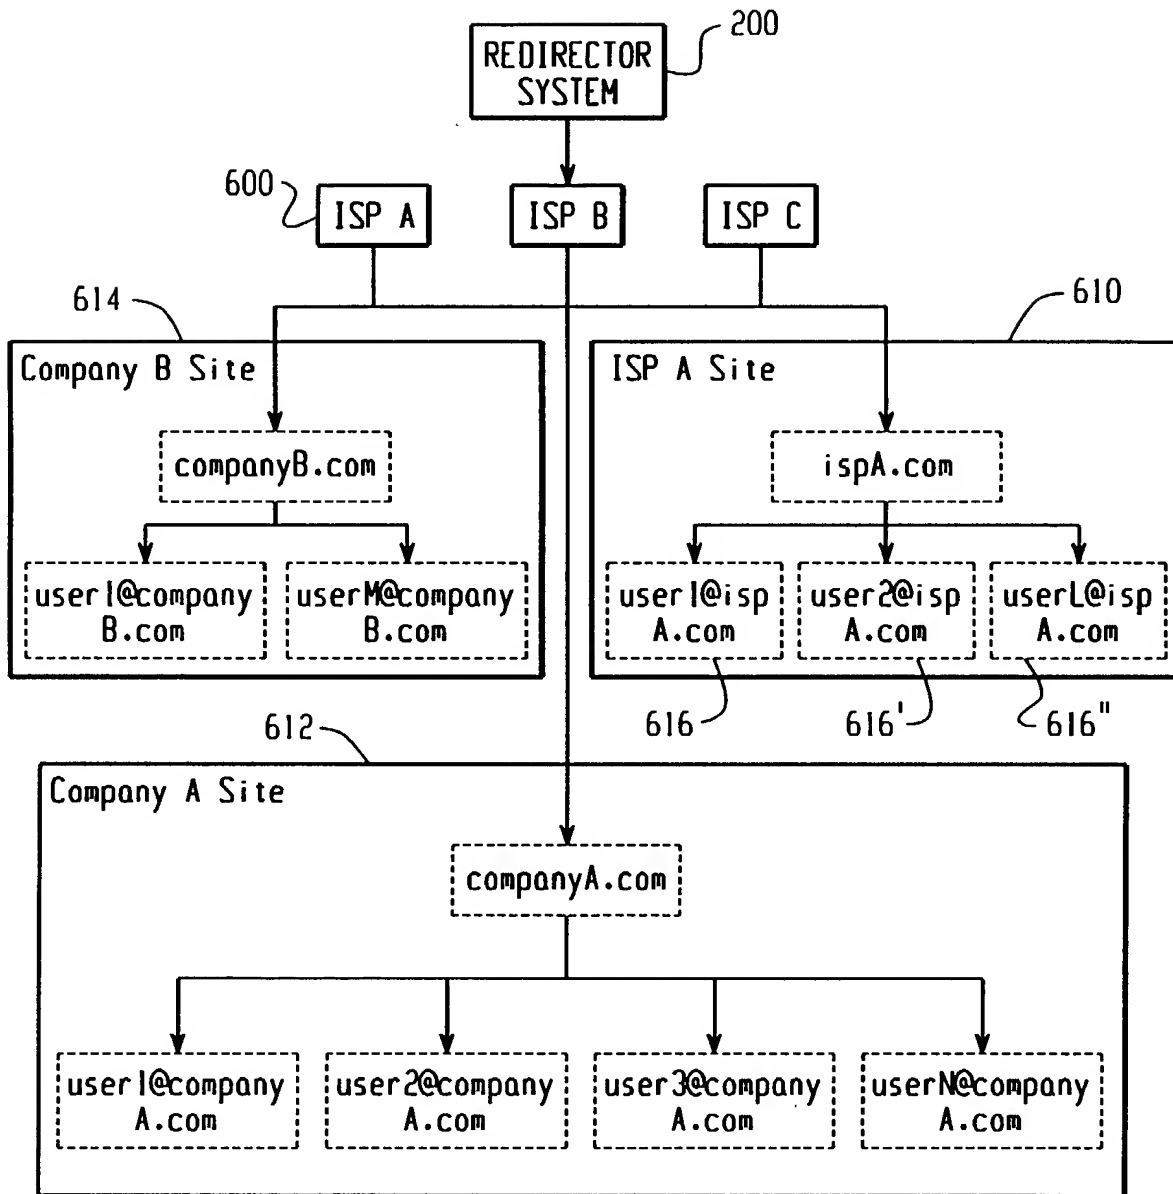 200
REDIRECTOR
SYSTEM
600
ISP A
ISP B
ISP C
614
610
Company B Site
ISP A Site
companyB.com
ispA.com
user1@company
B.com
userM@company
B.com
user1@isp
A.com
user2@isp
A.com
userL@isp
A.com
616
616'
616"
612
Company A Site
companyA.com
user1@company
A.com
user2@company
A.com
user3@company
A.com
userN@company
A.com